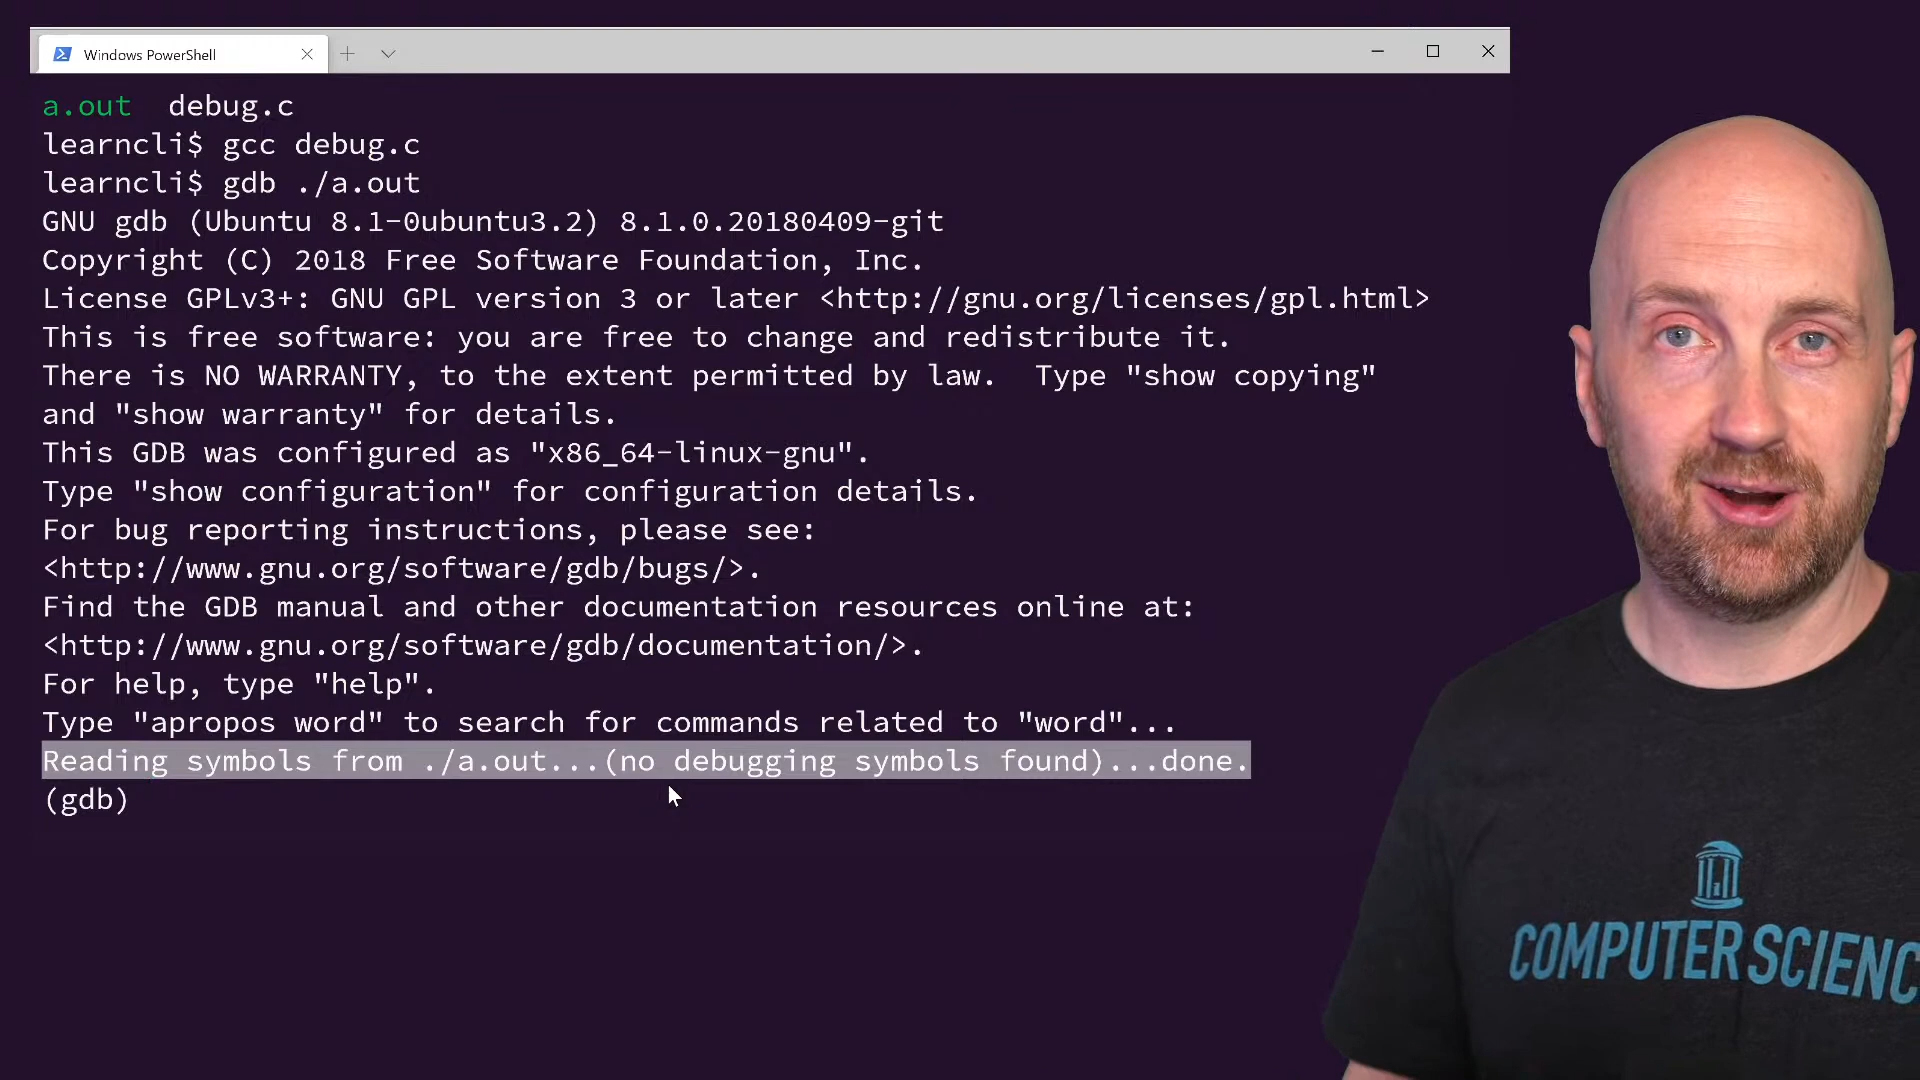 Windows PowerShell
a.out  debug.c
learncli$ gcc debug.c
learncli$ gdb ./a.out
GNU gdb (Ubuntu 8.1-0ubuntu3.2) 8.1.0.20180409-git
Copyright (C) 2018 Free Software Foundation, Inc.
License GPLv3+: GNU GPL version 3 or later <http://gnu.org/licenses/gpl.html>
This is free software: you are free to change and redistribute it.
There is NO WARRANTY, to the extent permitted by law.  Type "show copying"
and "show warranty" for details.
This GDB was configured as "x86_64-linux-gnu".
Type "show configuration" for configuration details.
For bug reporting instructions, please see:
<http://www.gnu.org/software/gdb/bugs/>.
Find the GDB manual and other documentation resources online at:
<http://www.gnu.org/software/gdb/documentation/>.
For help, type "help".
Type "apropos word" to search for commands related to "word"...
Reading symbols from ./a.out...(no debugging symbols found)...done.
(gdb)
COMPUTER SCIENC